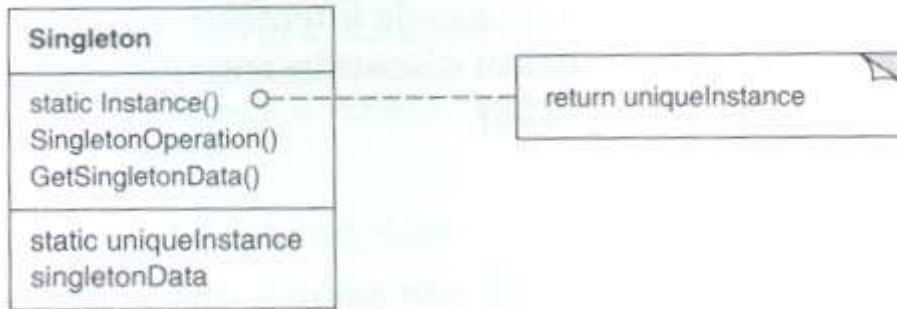 Singleton
static Instance()
return uniqueInstance
SingletonOperation()
GetSingletonData()
static uniqueInstance
singletonData